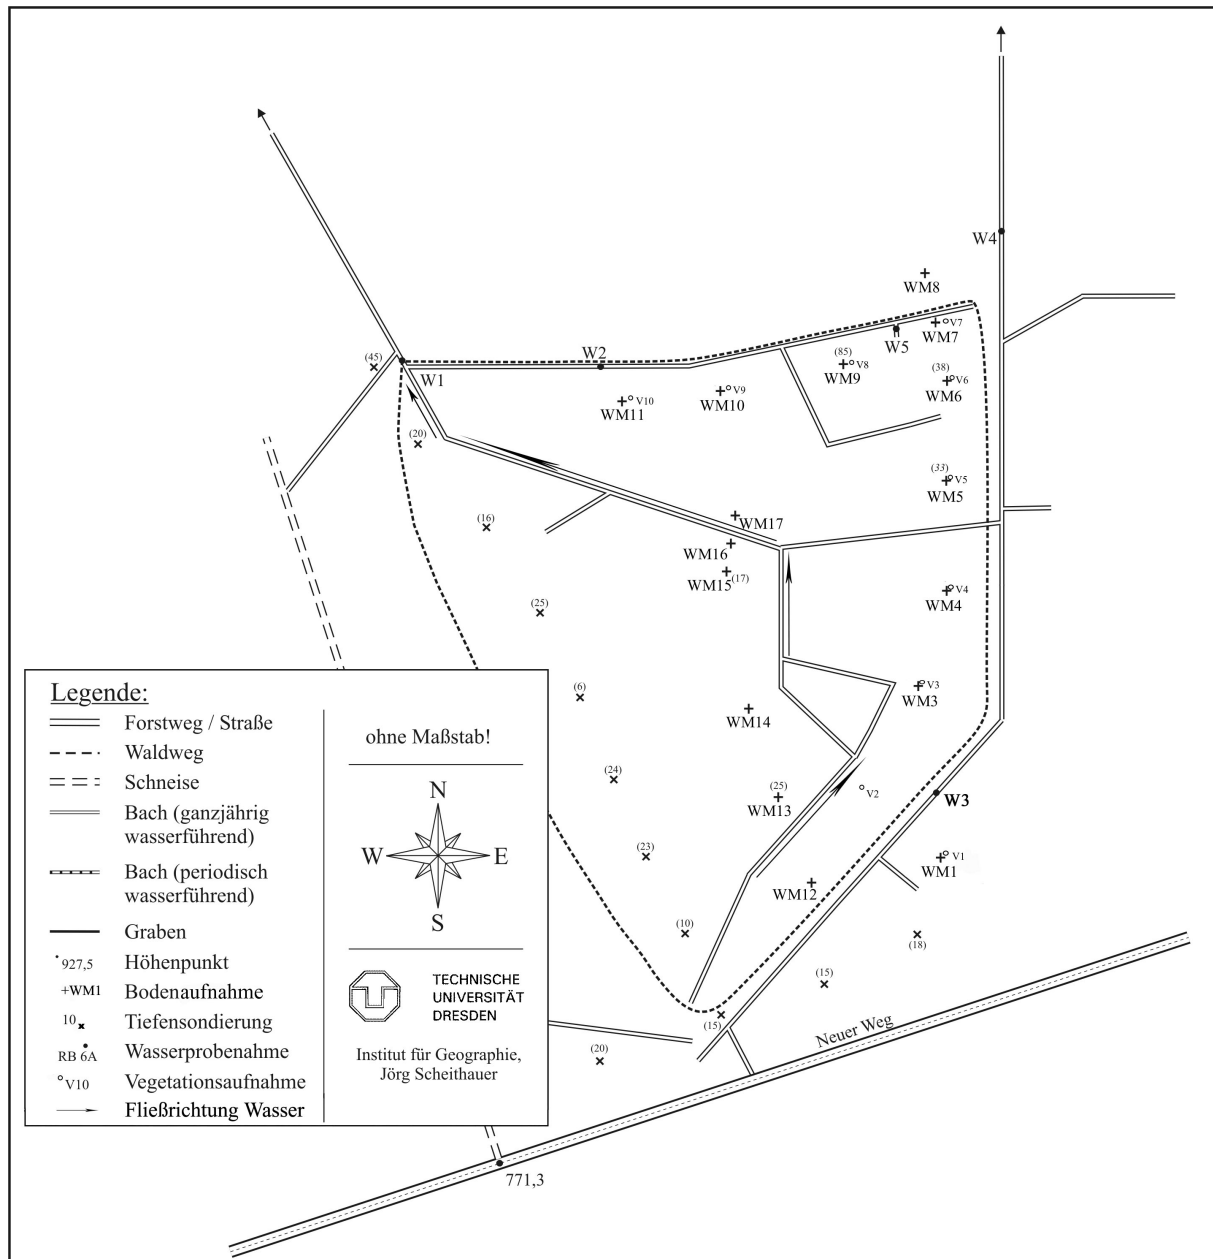 W4
WM8
V7
WM7
W5
W2
(85)
V8
WM9
(38)
V6
WM6
(45)
W1
V9
WM10
V10
WM11
(20)
(33)
V5
WM5
(16)
WM17
WM16
WM15 (17)
V4
WM4
(25)
V3
WM3
(6)
WM14
(24)
(25)
WM13
V2
W3
(23)
V1
WM1
WM12
(10)
(18)
(15)
(15)
(20)
Neuer Weg
771,3
Legende:
Forstweg / Straße
Waldweg
Schneise
Bach (ganzjährig
wasserführend)
Bach (periodisch
wasserführend)
Graben
927,5 Höhenpunkt
+WM1 Bodenaufnahme
10 x Tiefensondierung
RB 6A Wasserprobenahme
V10 Vegetationsaufnahme
Fließrichtung Wasser
ohne Maßstab!
N
W E
S
TECHNISCHE
UNIVERSITÄT
DRESDEN
Institut für Geographie,
Jörg Scheithauer